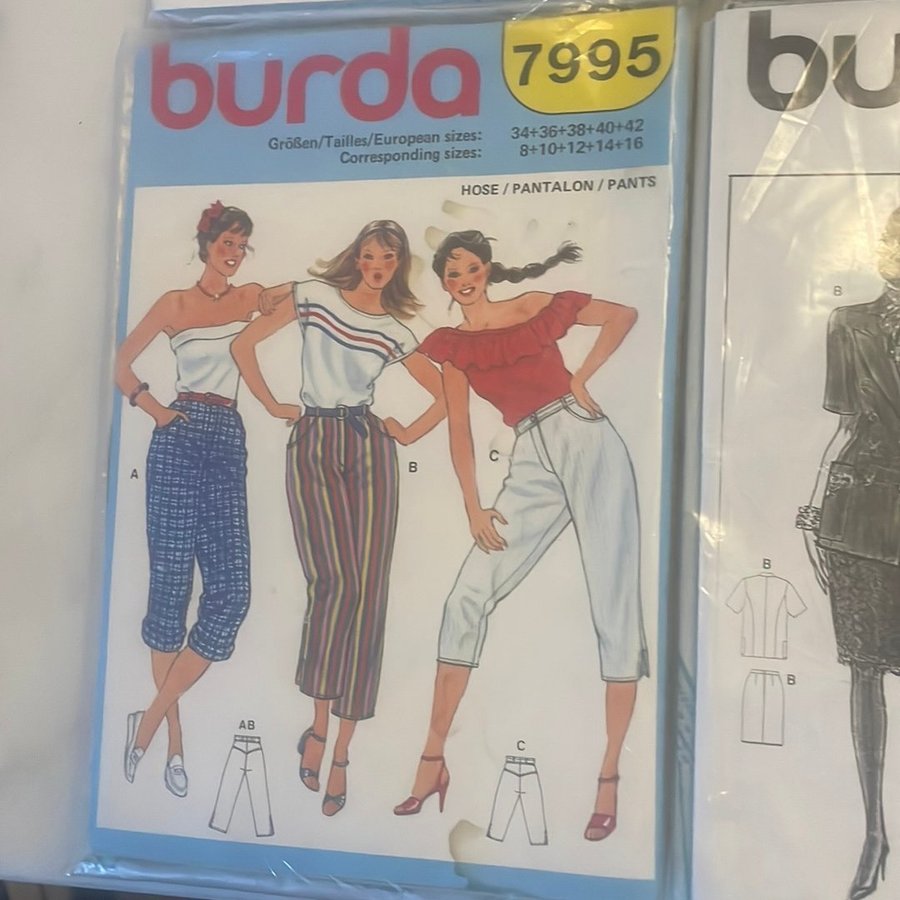 burda
7995
Größen/Tailles/European sizes: 34+36+38+40+42
Corresponding sizes: 8+10+12+14+16
HOSE / PANTALON / PANTS
A
B
C
AB
C
bu
B
B
B